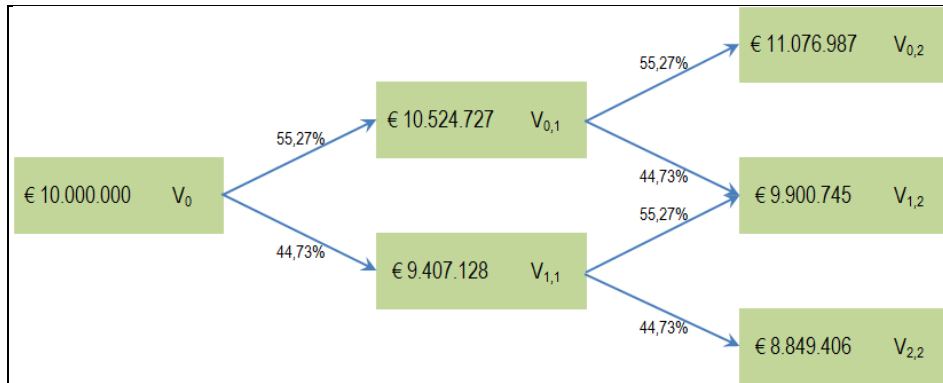 € 11.076.987 V0,2
55,27%
€ 10.524.727 V0,1
55,27%
44,73%
€ 10.000.000 V0
55,27%
€ 9.900.745 V1,2
44,73%
€ 9.407.128 V1,1
44,73%
€ 8.849.406 V2,2